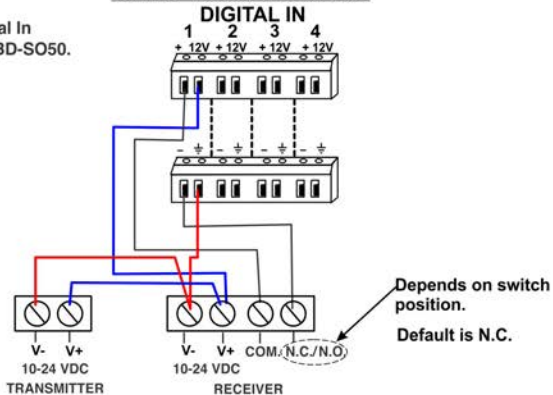 DIGITAL IN
al In
3D-SO50.
1 2 3 4
+ 12V + 12V + 12V + 12V
- ⏚ - ⏚ - ⏚ - ⏚
Depends on switch
position.
Default is N.C.
V- V+ V- V+ COM. N.C./N.O.
10-24 VDC 10-24 VDC
TRANSMITTER RECEIVER